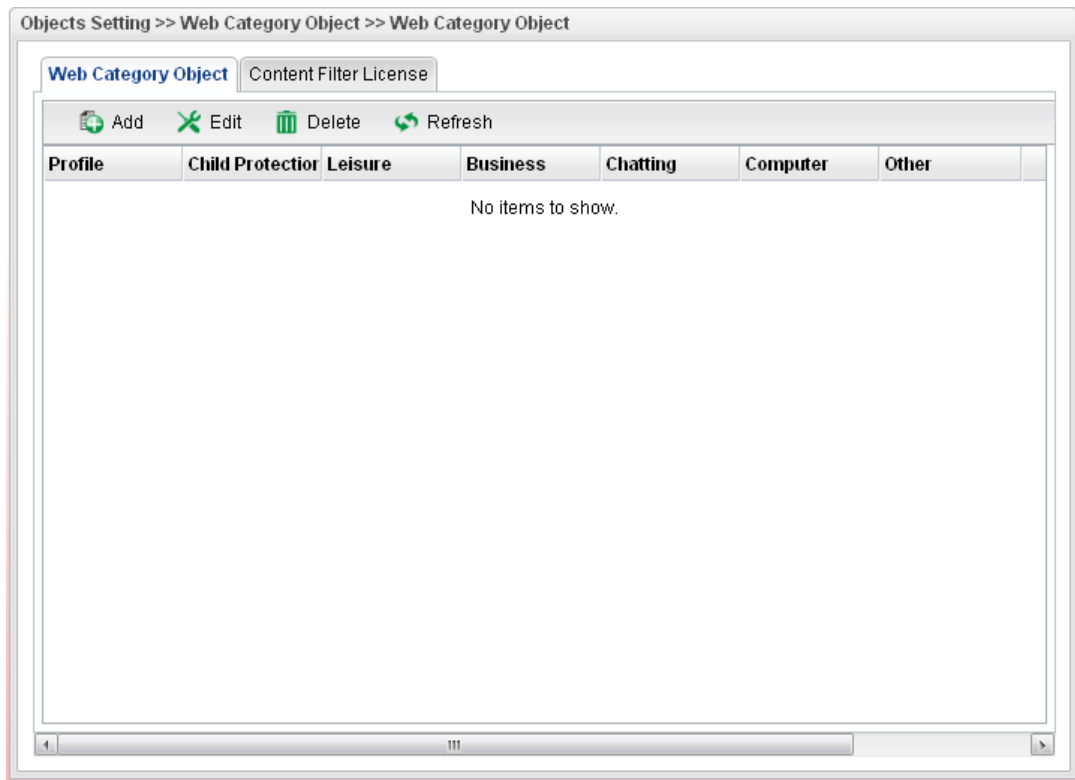 Objects Setting >> Web Category Object >> Web Category Object
Web Category Object Content Filter License
Add Edit Delete Refresh
Profile Child Protection Leisure Business Chatting Computer Other
No items to show.